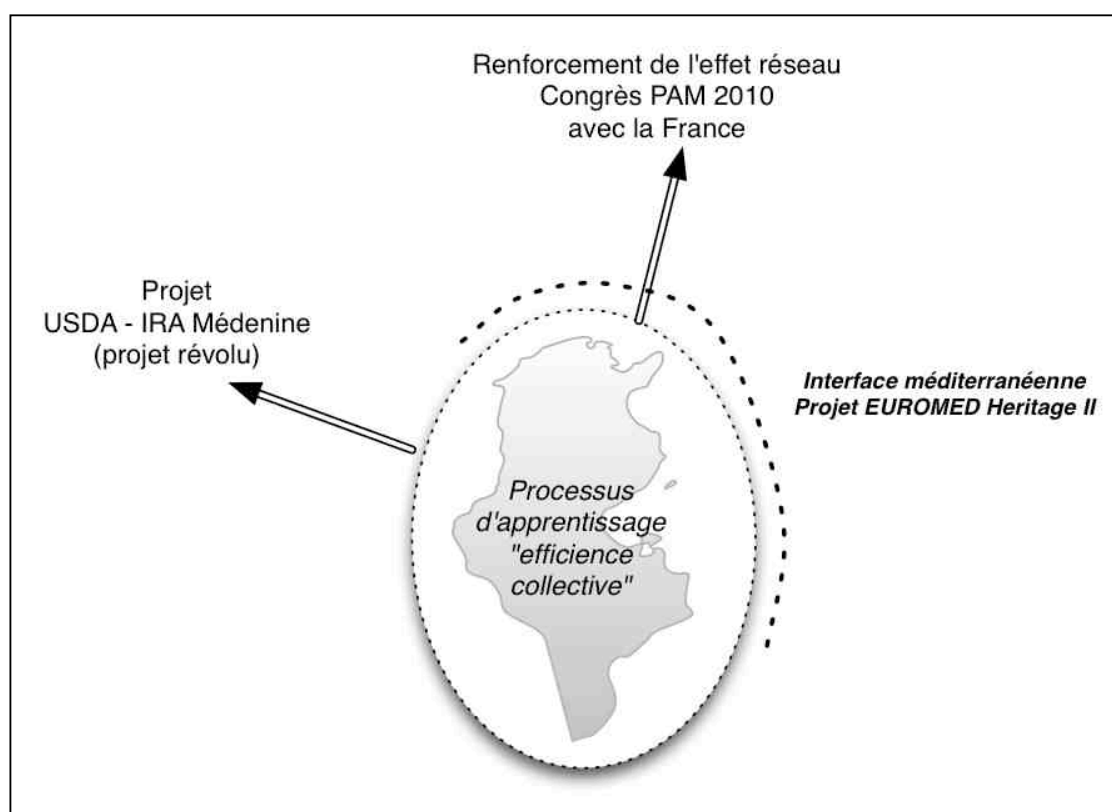 Renforcement de l'effet réseau
Congrès PAM 2010
avec la France
Projet
USDA - IRA Médenine
(projet révolu)
Interface méditerranéenne
Projet EUROMED Heritage II
Processus
d'apprentissage
"efficience
collective"